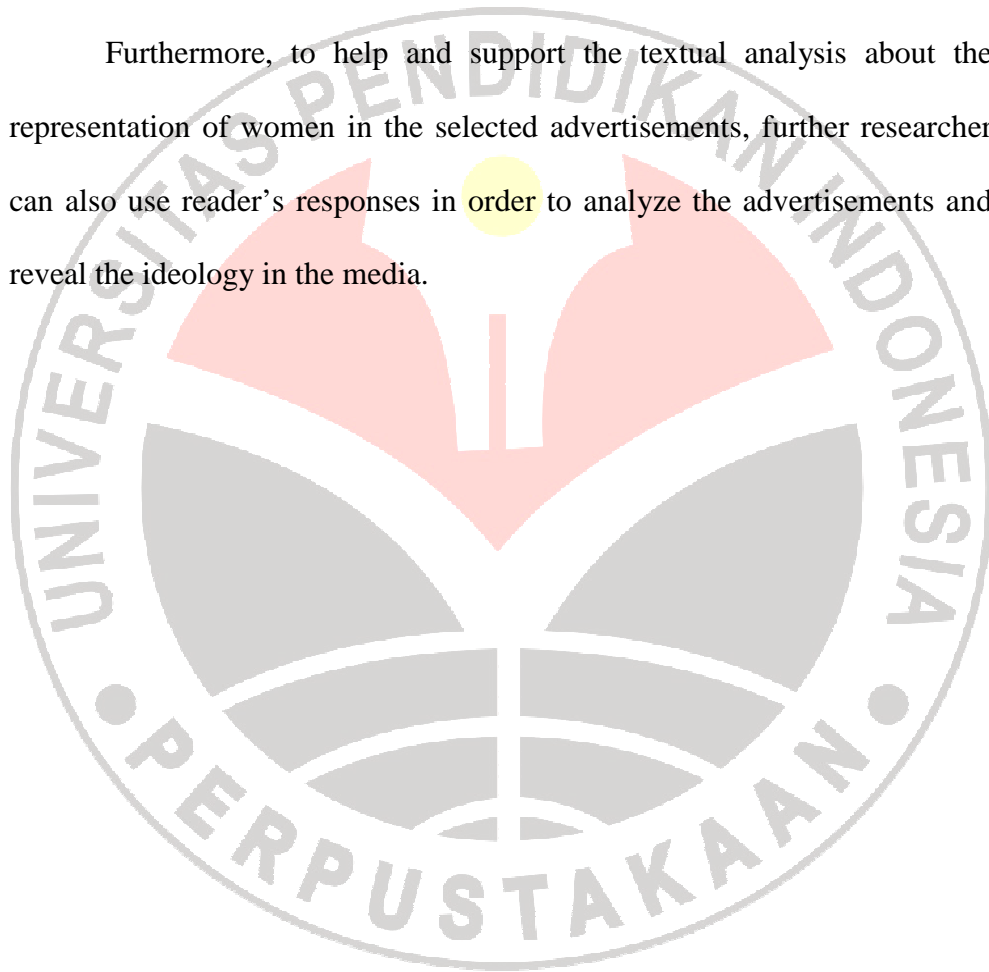 Furthermore, to help and support the textual analysis about the
representation of women in the selected advertisements, further researcher
can also use reader’s responses in order to analyze the advertisements and
reveal the ideology in the media.
UNIVERSITAS PENDIDIKAN INDONESIA
PERPUSTAKAAN